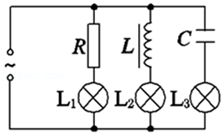 R L C
~
L₁ L₂ L₃